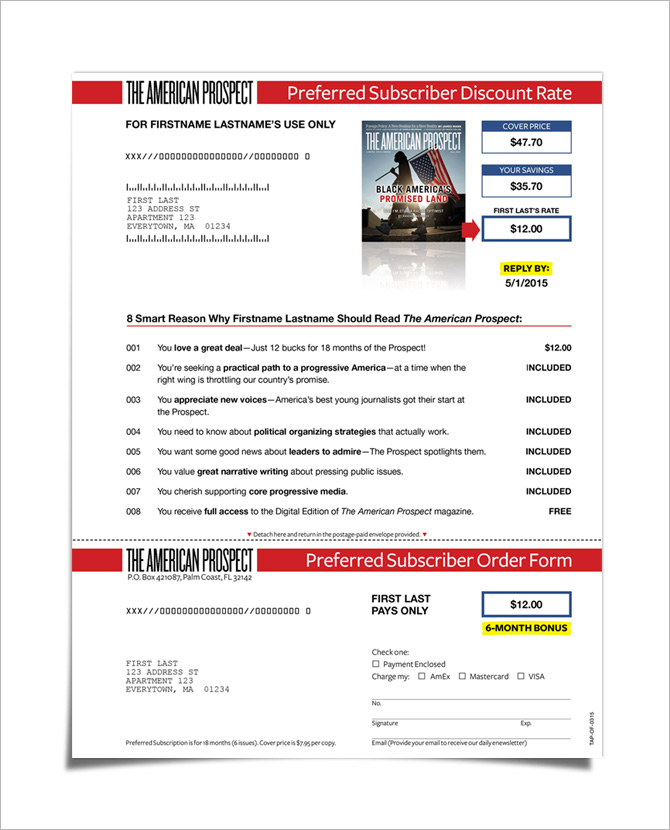 THE AMERICAN PROSPECT Preferred Subscriber Discount Rate
FOR FIRSTNAME LASTNAME'S USE ONLY
XXX///000000000000000//00000000 0
FIRST LAST
123 ADDRESS ST
APARTMENT 123
EVERYTOWN, MA 01234
THE AMERICAN PROSPECT
BLACK AMERICA'S
PROMISED LAND
COVER PRICE
$47.70
YOUR SAVINGS
$35.70
FIRST LAST'S RATE
$12.00
REPLY BY:
5/1/2015
8 Smart Reason Why Firstname Lastname Should Read The American Prospect:
001 You love a great deal—Just 12 bucks for 18 months of the Prospect! $12.00
002 You're seeking a practical path to a progressive America—at a time when the INCLUDED
right wing is throttling our country's promise.
003 You appreciate new voices—America's best young journalists got their start at INCLUDED
the Prospect.
004 You need to know about political organizing strategies that actually work. INCLUDED
005 You want some good news about leaders to admire—The Prospect spotlights them. INCLUDED
006 You value great narrative writing about pressing public issues. INCLUDED
007 You cherish supporting core progressive media. INCLUDED
008 You receive full access to the Digital Edition of The American Prospect magazine. FREE
▼ Detach here and return in the postage-paid envelope provided. ▼
THE AMERICAN PROSPECT Preferred Subscriber Order Form
P.O. Box 421087, Palm Coast, FL 32142
XXX///000000000000000//00000000 0
FIRST LAST
123 ADDRESS ST
APARTMENT 123
EVERYTOWN, MA 01234
Preferred Subscription is for 18 months (6 issues). Cover price is $7.95 per copy.
FIRST LAST
PAYS ONLY
$12.00
6-MONTH BONUS
Check one:
☐ Payment Enclosed
Charge my: ☐ AmEx ☐ Mastercard ☐ VISA
No.
Signature Exp.
Email (Provide your email to receive our daily enewsletter)
TAP-OF-0315